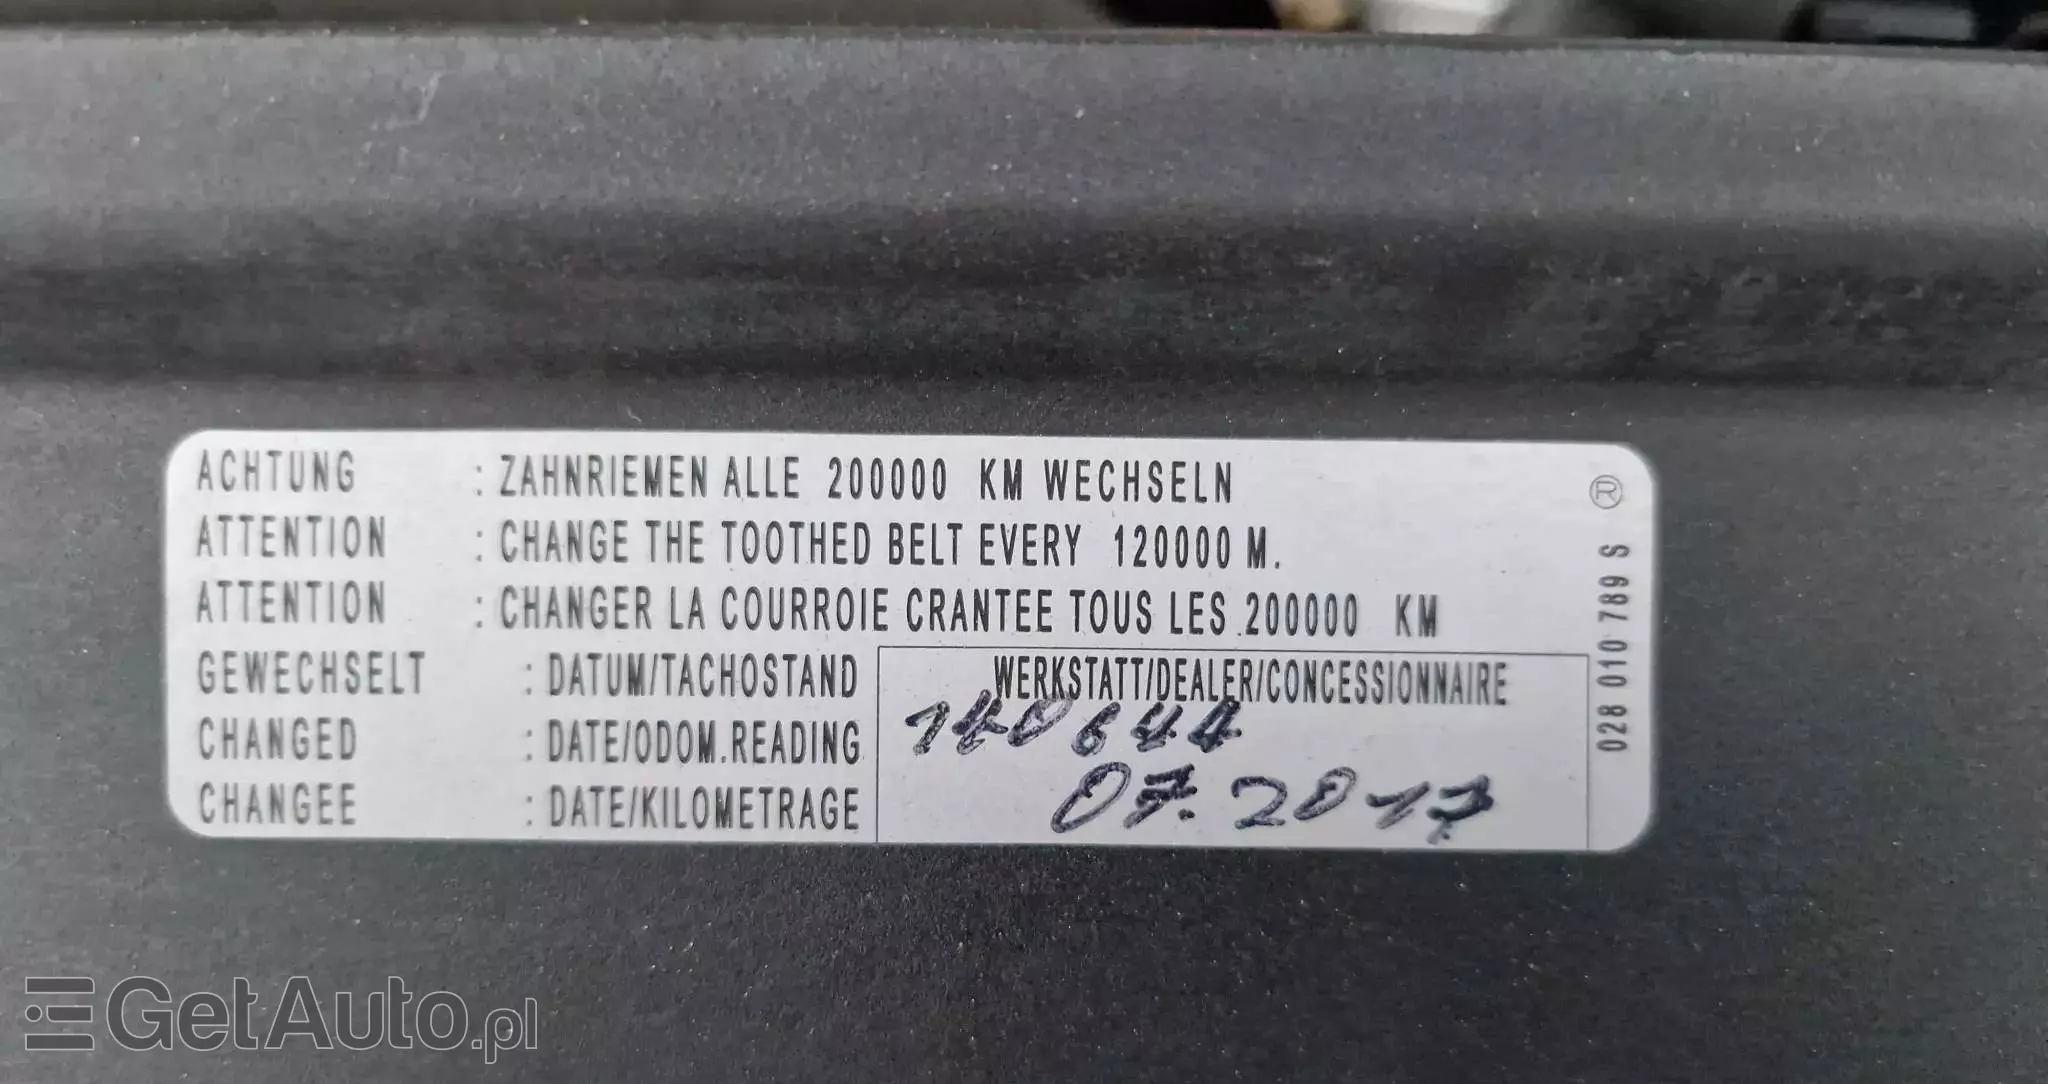 ACHTUNG : ZAHNRIEMEN ALLE 200000 KM WECHSELN
ATTENTION : CHANGE THE TOOTHED BELT EVERY 120000 M.
ATTENTION : CHANGER LA COURROIE CRANTEE TOUS LES 200000 KM
GEWECHSELT : DATUM/TACHOSTAND
CHANGED : DATE/ODOM.READING
CHANGEE : DATE/KILOMETRAGE
WERKSTATT/DEALER/CONCESSIONNAIRE
07.2017
®
028 010 789 S
GetAuto.pl